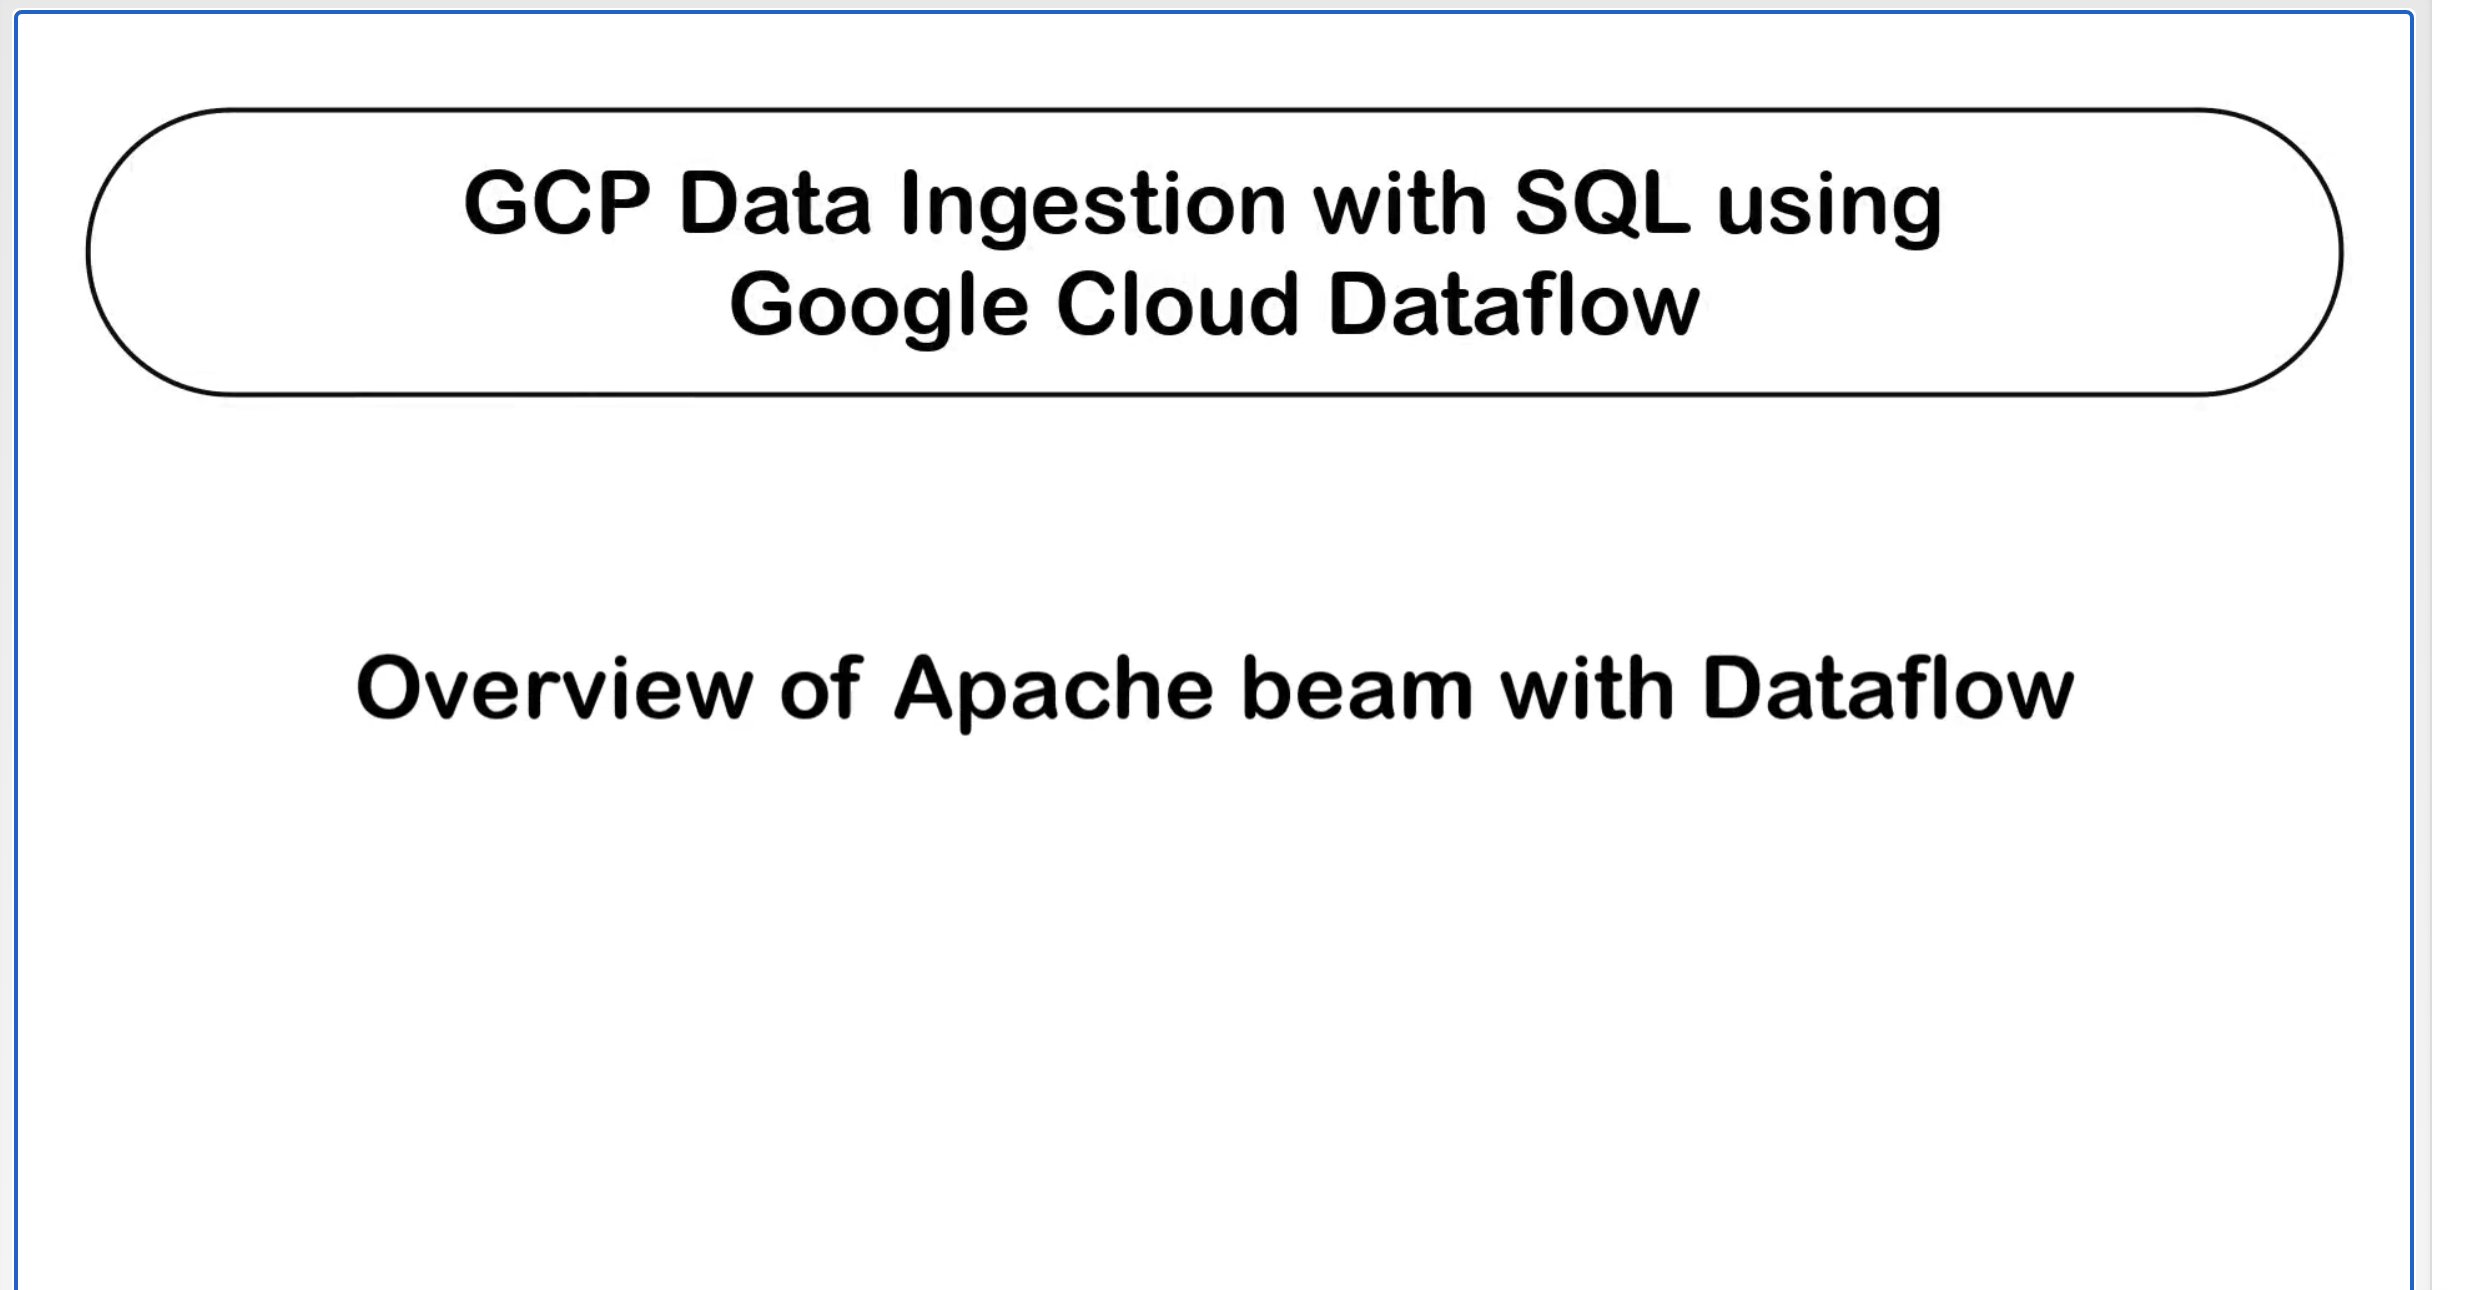 GCP Data Ingestion with SQL using
Google Cloud Dataflow
Overview of Apache beam with Dataflow